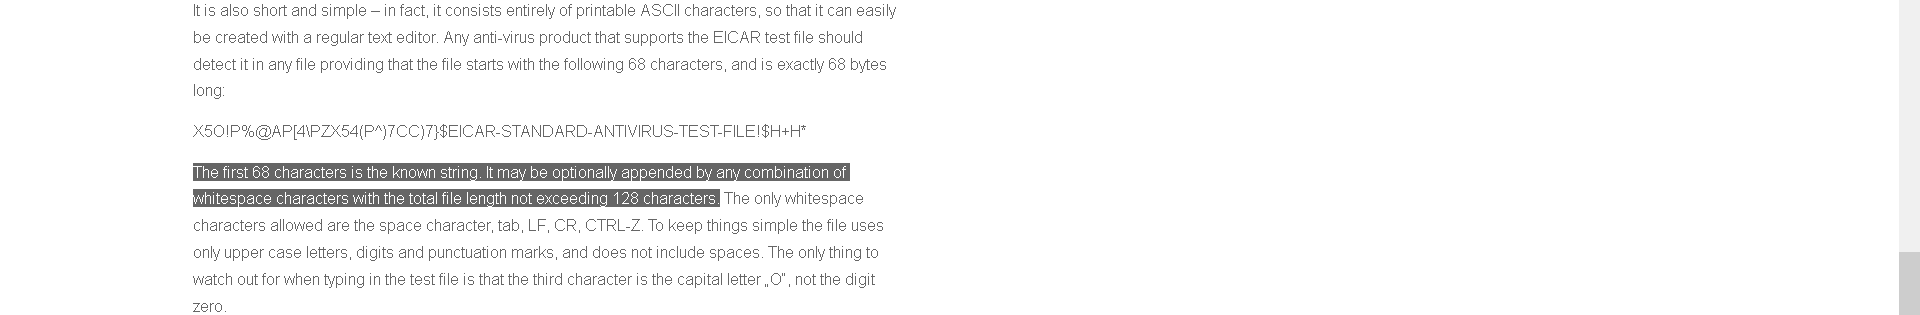 It is also short and simple – in fact, it consists entirely of printable ASCII characters, so that it can easily
be created with a regular text editor. Any anti-virus product that supports the EICAR test file should
detect it in any file providing that the file starts with the following 68 characters, and is exactly 68 bytes
long:
X5O!P%@AP[4\PZX54(P^)7CC)7}$EICAR-STANDARD-ANTIVIRUS-TEST-FILE!$H+H*
The first 68 characters is the known string. It may be optionally appended by any combination of
whitespace characters with the total file length not exceeding 128 characters. The only whitespace
characters allowed are the space character, tab, LF, CR, CTRL-Z. To keep things simple the file uses
only upper case letters, digits and punctuation marks, and does not include spaces. The only thing to
watch out for when typing in the test file is that the third character is the capital letter „O“, not the digit
zero.